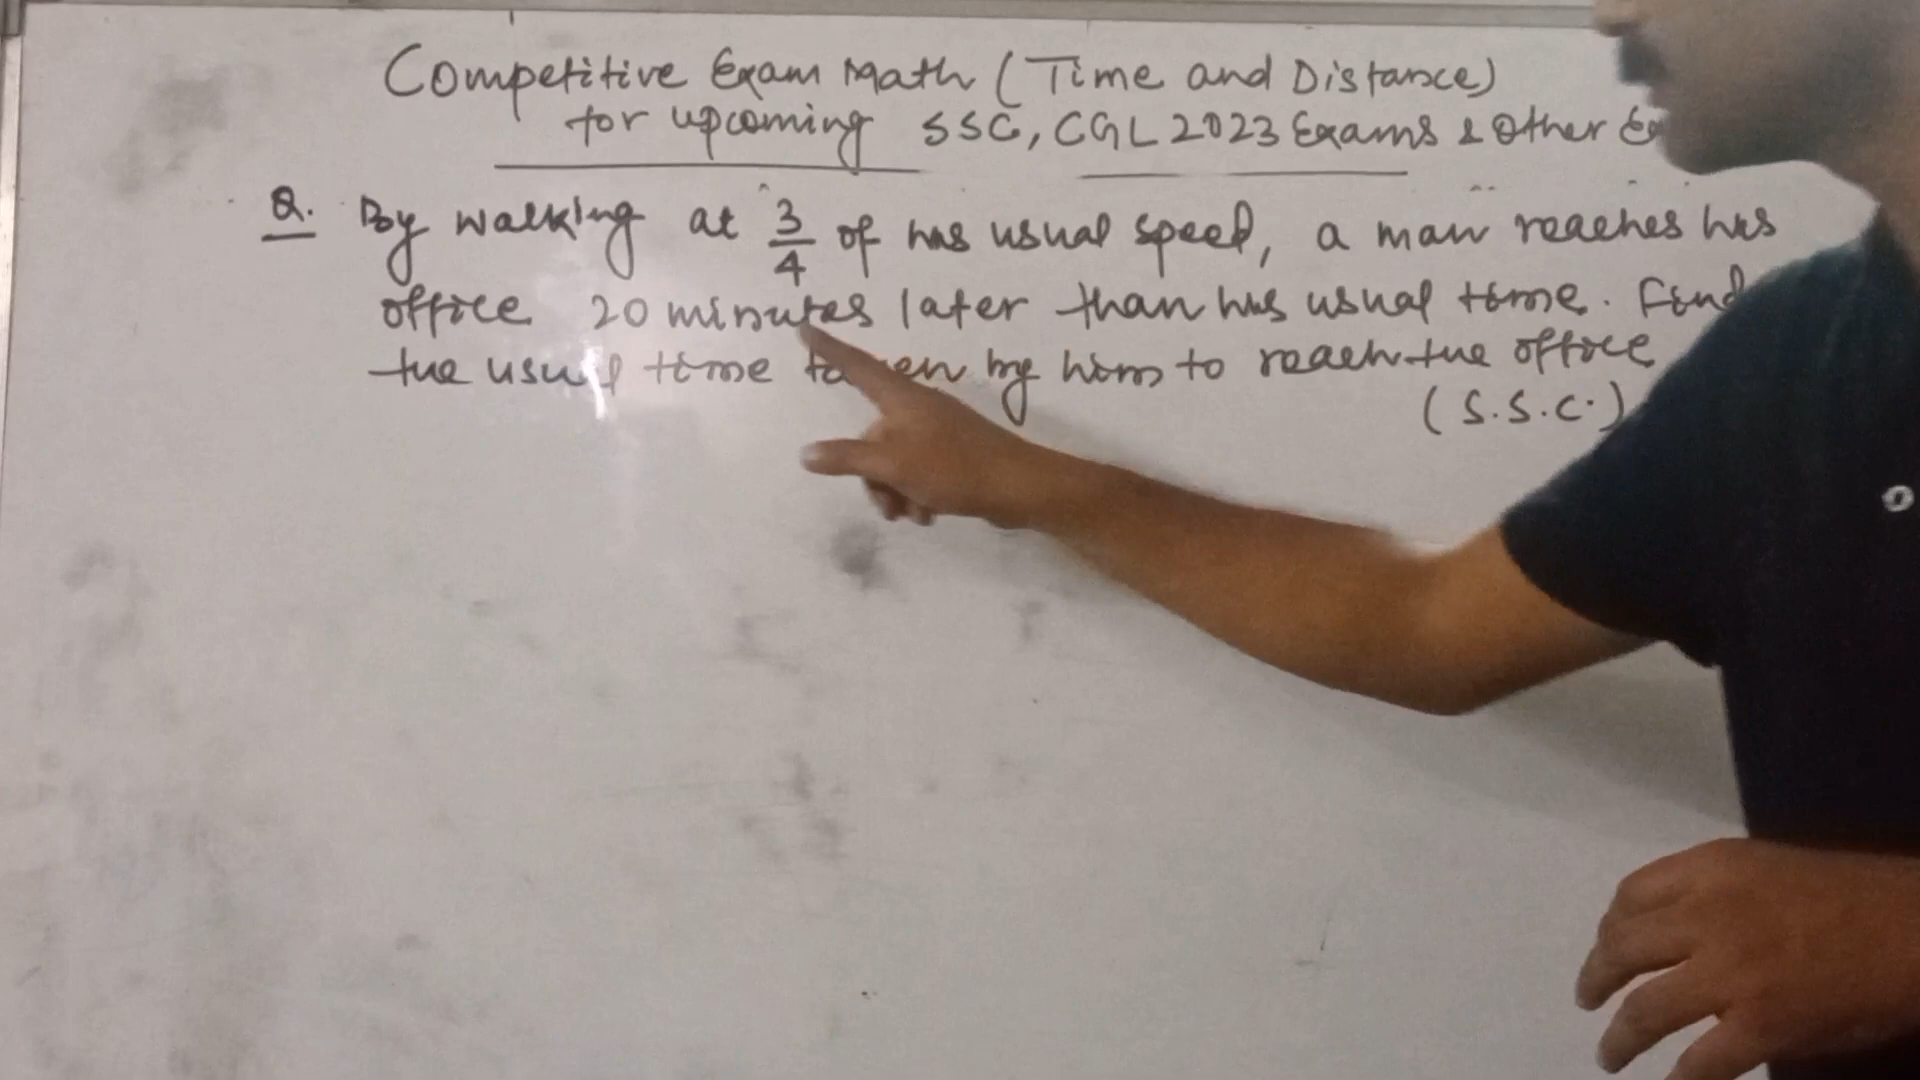 Competitive Exam Math (Time and Distance)
for upcoming SSC, CGL 2023 Exams & Other
Q. By walking at 3/4 of his usual speed, a man reaches his
office 20 minutes later than his usual time. Find
the usual time taken by him to reach the office
(S.S.C.)